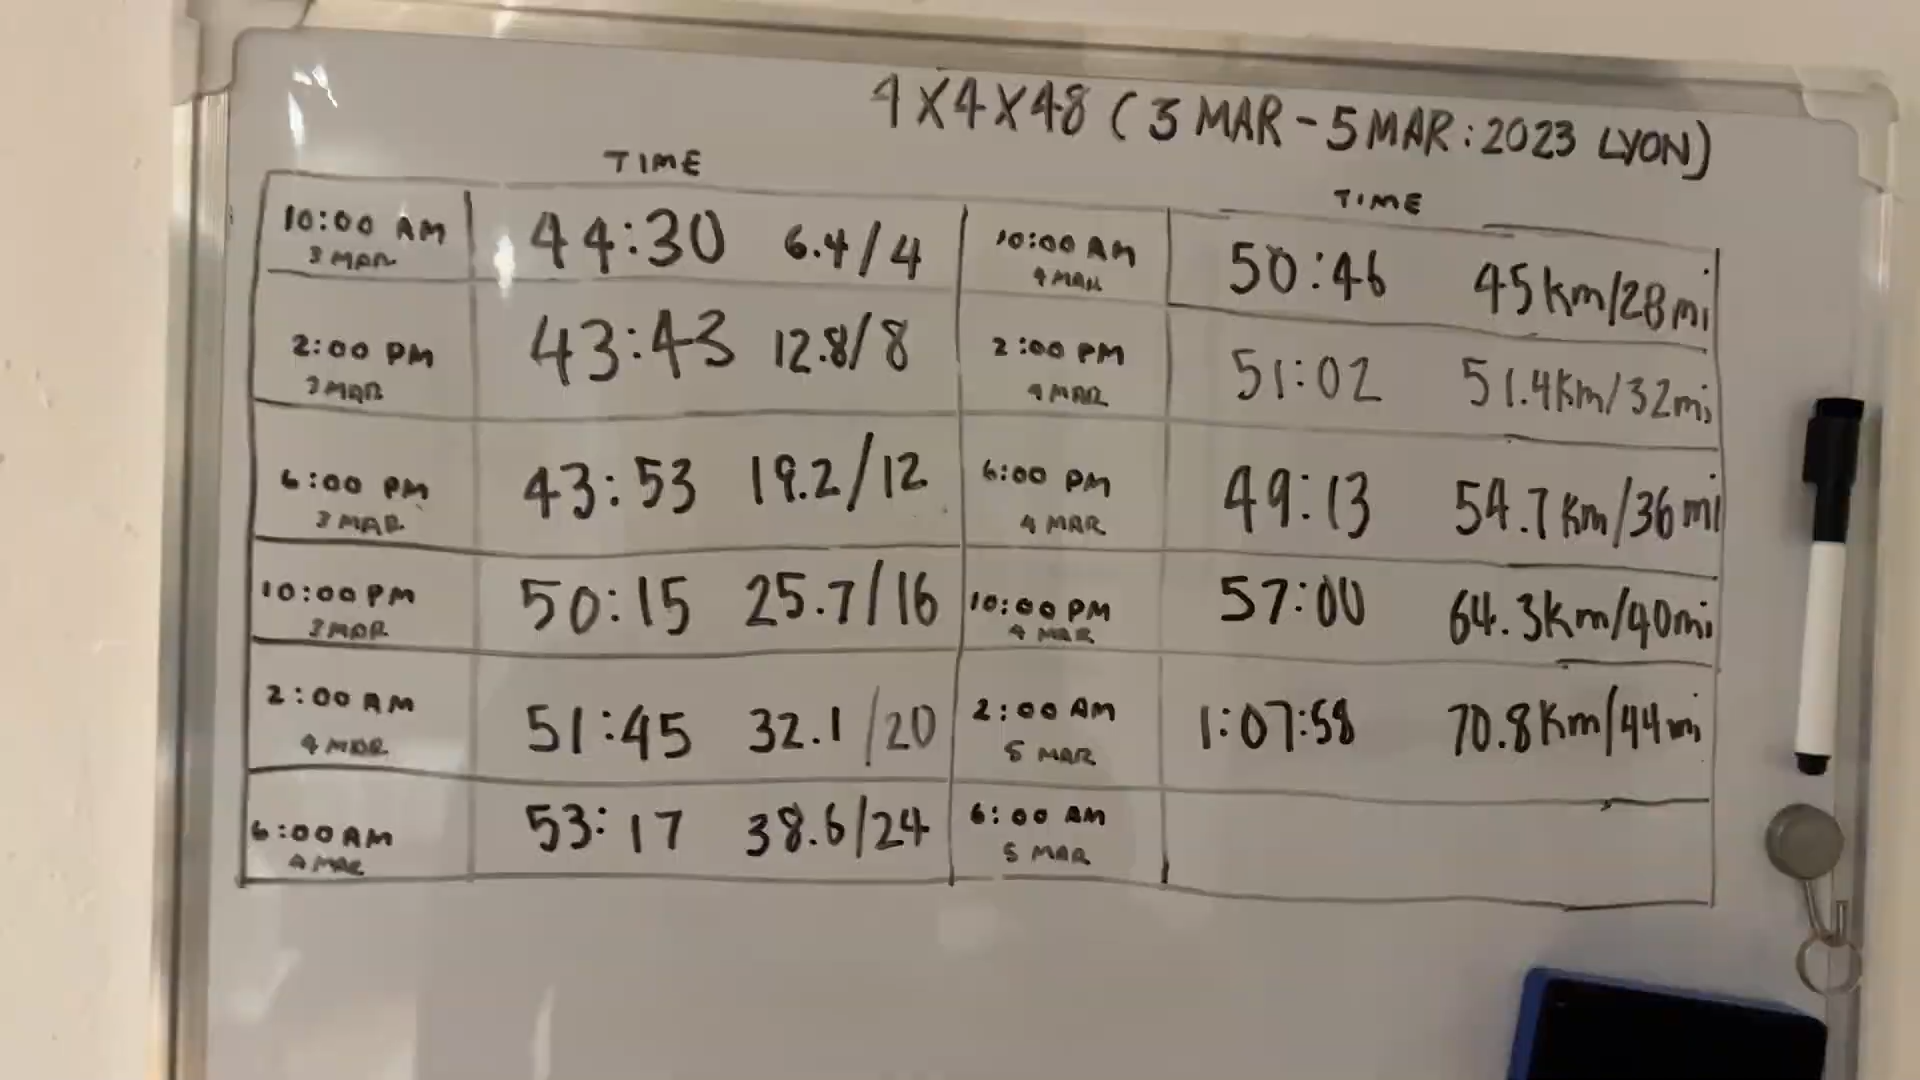 4X4X48 (3 MAR - 5 MAR : 2023 LYON)
TIME
10:00 AM 44:30 6.4/4
3 MAR
2:00 PM 43:43 12.8/8
3 MAR
6:00 PM 43:53 19.2/12
3 MAR
10:00 PM 50:15 25.7/16
3 MAR
2:00 AM 51:45 32.1/20
4 MAR
6:00 AM 53:17 38.6/24
4 MAR
TIME
10:00 AM 50:46 45km/28mi
4 MAR
2:00 PM 51:02 51.4km/32mi
4 MAR
6:00 PM 49:13 54.7km/36mi
4 MAR
10:00 PM 57:00 64.3km/40mi
4 MAR
2:00 AM 1:07:58 70.8km/44mi
5 MAR
6:00 AM
5 MAR